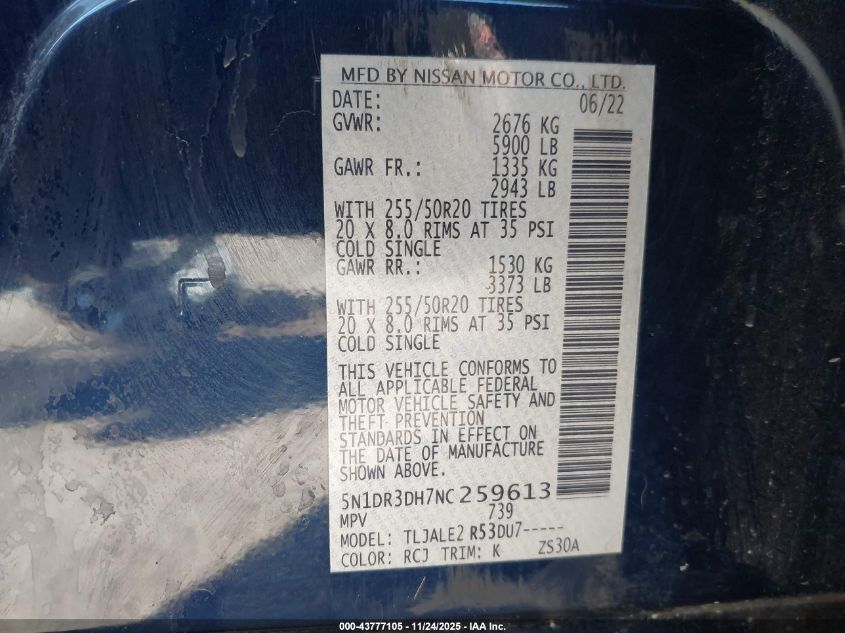 MFD BY NISSAN MOTOR CO., LTD.
DATE: 06/22
GVWR: 2676 KG
5900 LB
GAWR FR.: 1335 KG
2943 LB
WITH 255/50R20 TIRES
20 X 8.0 RIMS AT 35 PSI
COLD SINGLE
GAWR RR.: 1530 KG
3373 LB
WITH 255/50R20 TIRES
20 X 8.0 RIMS AT 35 PSI
COLD SINGLE
THIS VEHICLE CONFORMS TO
ALL APPLICABLE FEDERAL
MOTOR VEHICLE SAFETY AND
THEFT PREVENTION
STANDARDS IN EFFECT ON
THE DATE OF MANUFACTURE
SHOWN ABOVE.
5N1DR3DH7NC259613
MPV 739
MODEL: TLJALE2 R53DU7-----
COLOR: RCJ TRIM: K ZS30A
000-43777105 - 11/24/2025 - IAA Inc.